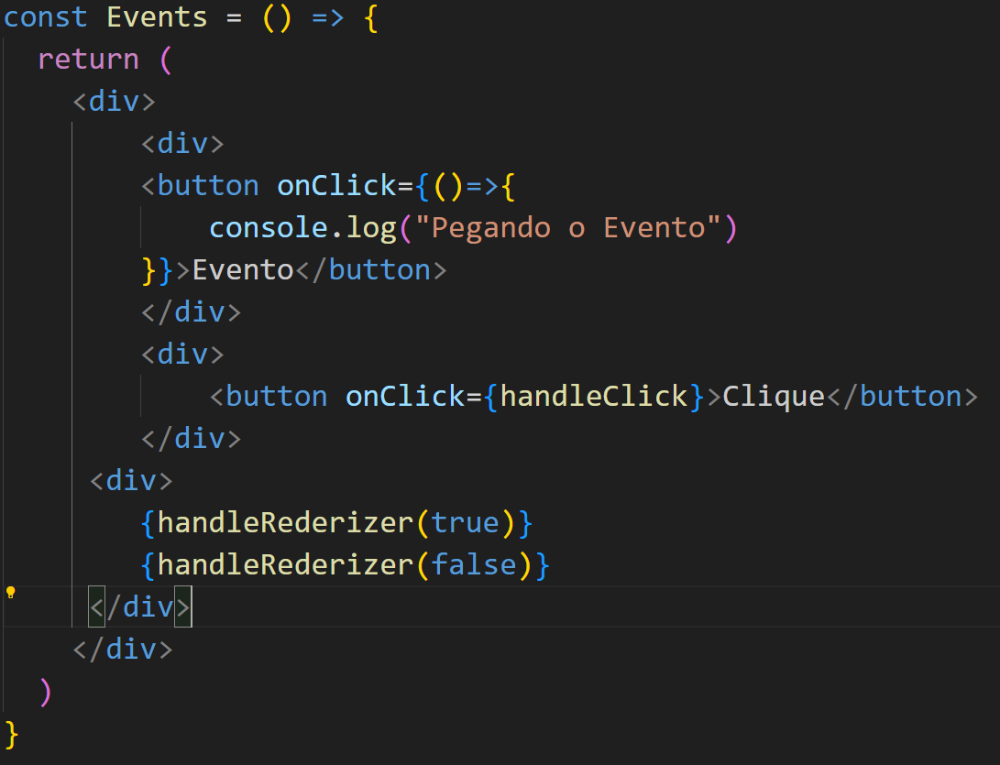 const Events = () => {
return (
<div>
<div>
<button onClick={()=>{
console.log("Pegando o Evento")
}}>Evento</button>
</div>
<div>
<button onClick={handleClick}>Clique</button>
</div>
<div>
{handleRederizer(true)}
{handleRederizer(false)}
</div>
</div>
)
}